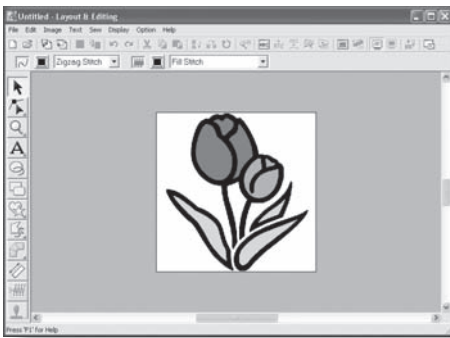 Untitled - Layout & Editing
File Edit Image Text Sew Display Option Help
Zigzag Stitch Fill Stitch
A
Press "F1" for Help